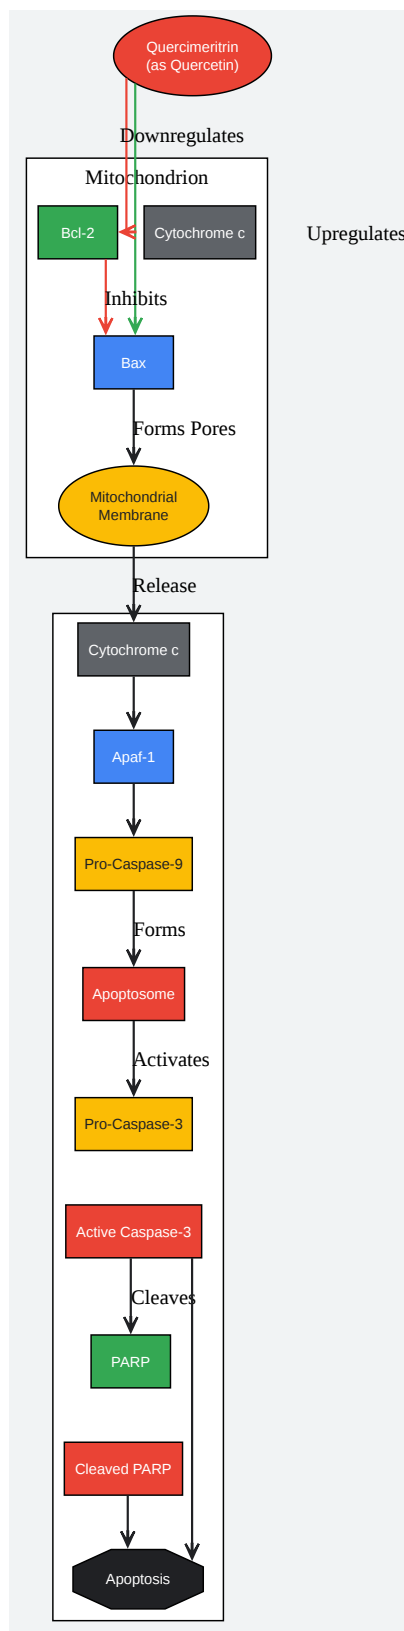 Quercimeritrin
(as Quercetin)
Downregulates
Mitochondrion
Bcl-2
Cytochrome c
Upregulates
Inhibits
Bax
Forms Pores
Mitochondrial
Membrane
Release
Cytochrome c
Apaf-1
Pro-Caspase-9
Forms
Apoptosome
Activates
Pro-Caspase-3
Active Caspase-3
Cleaves
PARP
Cleaved PARP
Apoptosis